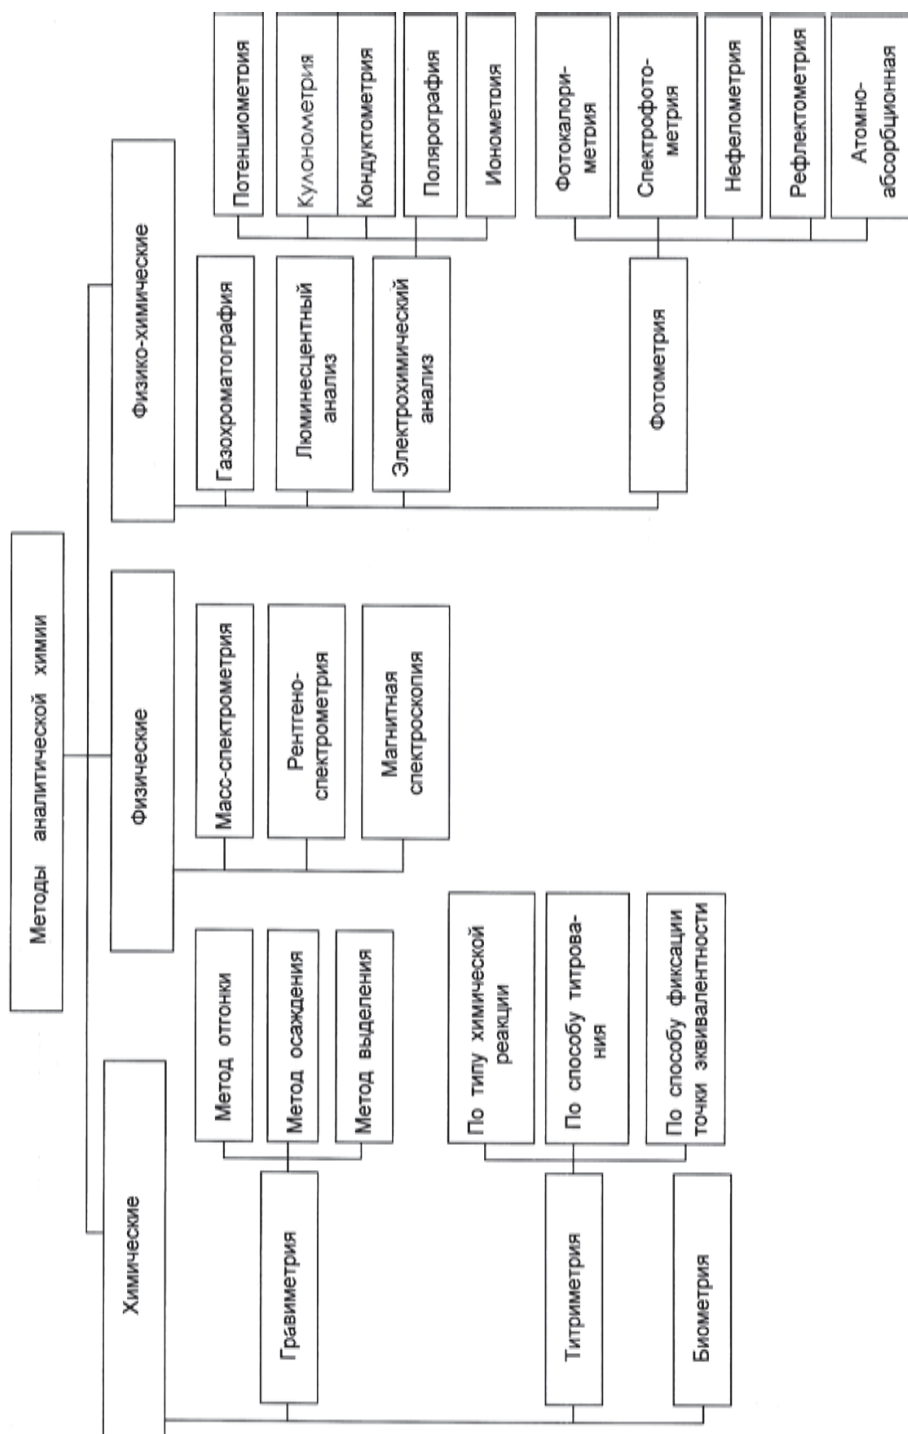 Методы аналитической химии
Химические
Гравиметрия
Метод отгонки
Метод осаждения
Метод выделения
Титриметрия
По типу химической
реакции
По способу титрова-
ния
По способу фиксации
точки эквивалентности
Биометрия
Физические
Масс-спектрометрия
Рентгено-
спектрометрия
Магнитная
спектроскопия
Физико-химические
Газохроматография
Люминесцентный
анализ
Электрохимический
анализ
Потенциометрия
Кулонометрия
Кондуктометрия
Полярография
Ионометрия
Фотометрия
Фотокалори-
метрия
Спектрофото-
метрия
Нефелометрия
Рефлектометрия
Атомно-
абсорбционная